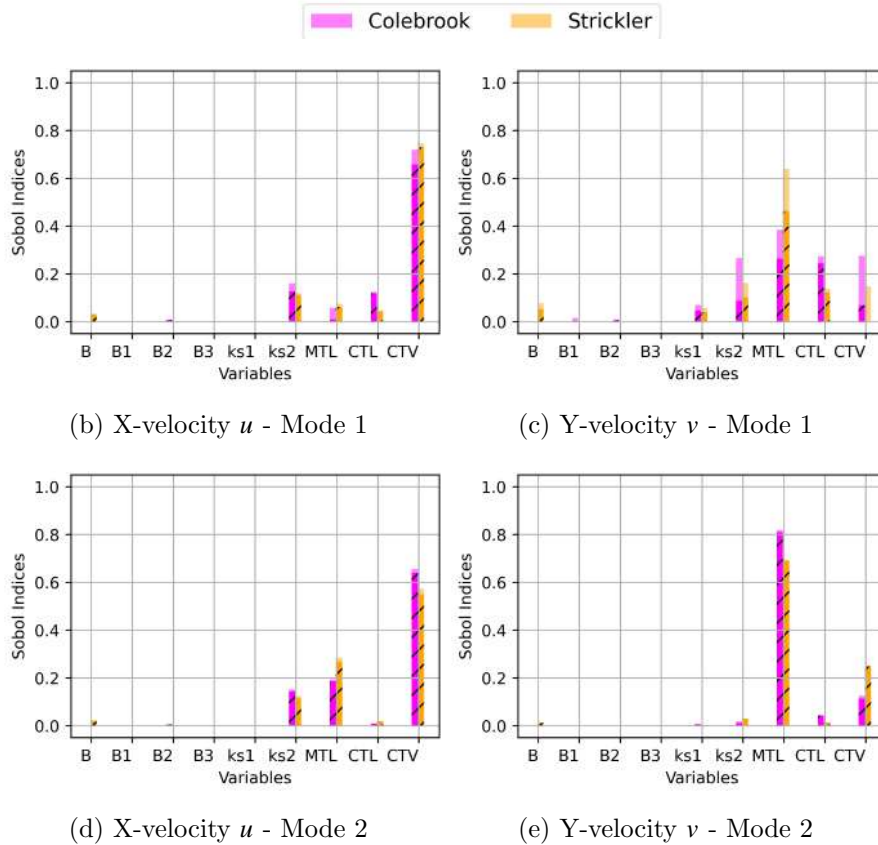 Colebrook Strickler
1.0
0.8
0.6
0.4
0.2
0.0
Sobol Indices
B B1 B2 B3 ks1 ks2 MTL CTL CTV
Variables
(b) X-velocity u - Mode 1
1.0
0.8
0.6
0.4
0.2
0.0
Sobol Indices
B B1 B2 B3 ks1 ks2 MTL CTL CTV
Variables
(c) Y-velocity v - Mode 1
1.0
0.8
0.6
0.4
0.2
0.0
Sobol Indices
B B1 B2 B3 ks1 ks2 MTL CTL CTV
Variables
(d) X-velocity u - Mode 2
1.0
0.8
0.6
0.4
0.2
0.0
Sobol Indices
B B1 B2 B3 ks1 ks2 MTL CTL CTV
Variables
(e) Y-velocity v - Mode 2